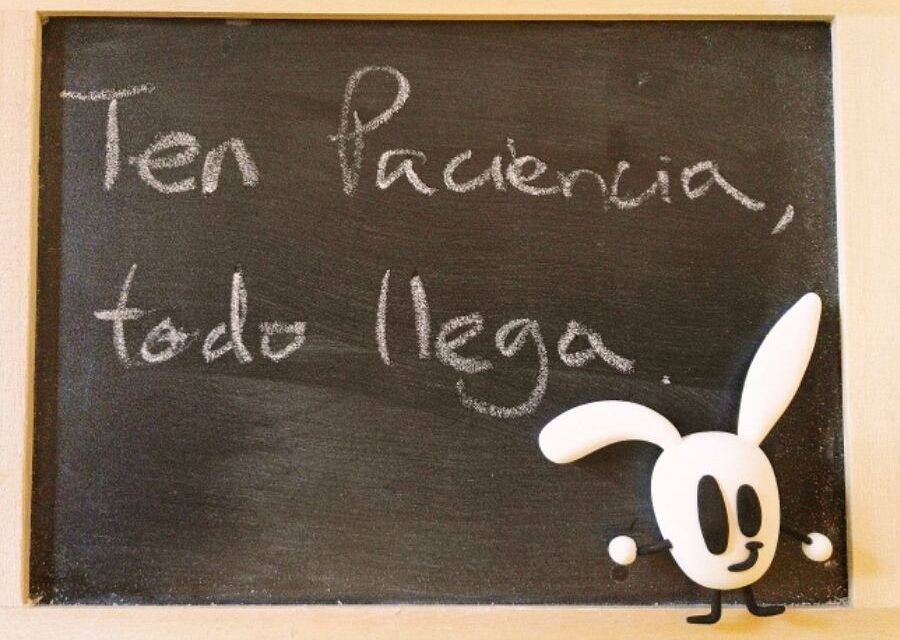 Ten Paciencia,
todo llega.